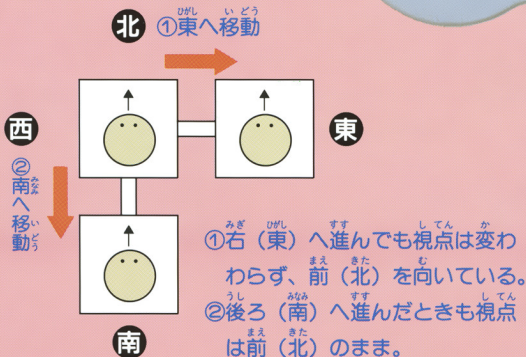 北 ①東へ移動
西
東
②南へ移動
南
①右（東）へ進んでも視点は変わ
わらず、前（北）を向いている。
②後ろ（南）へ進んだときも視点
は前（北）のまま。